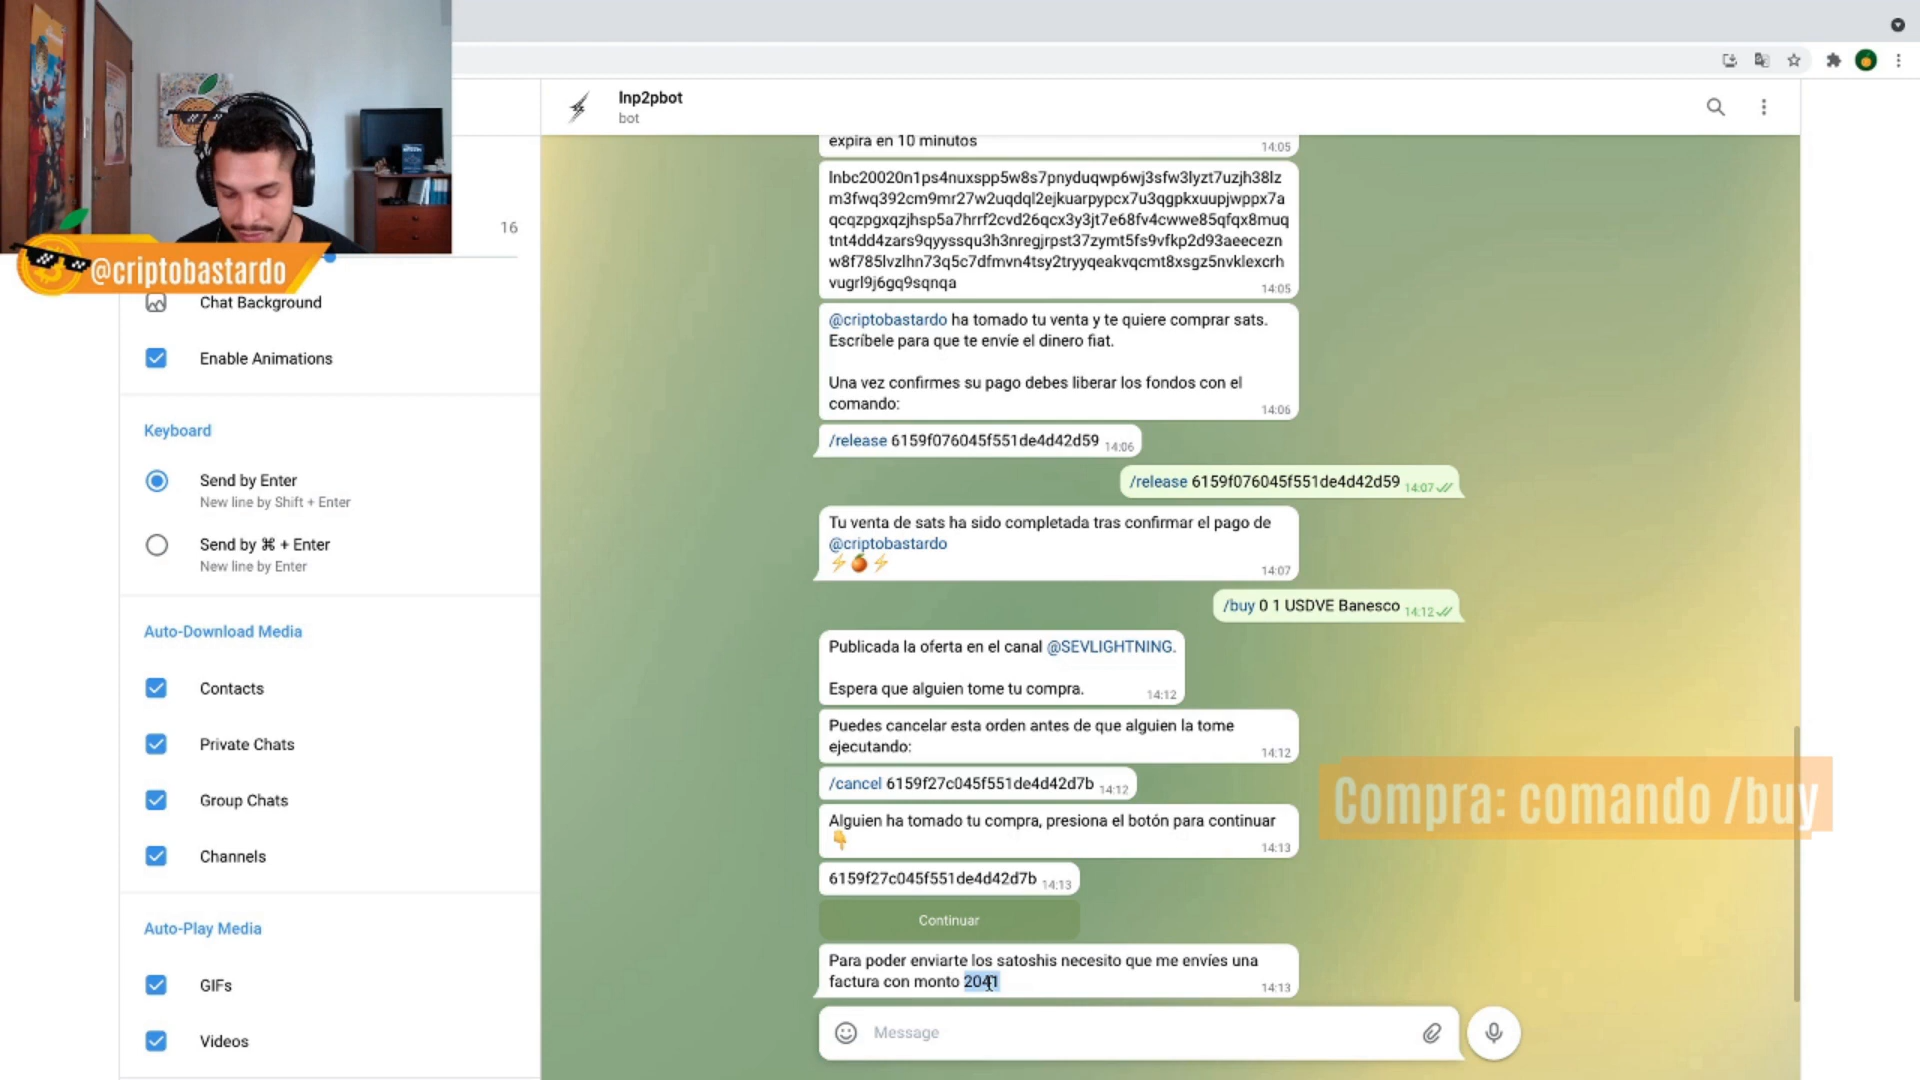 @criptobastardo
16
Chat Background
Enable Animations
Keyboard
Send by Enter
New line by Shift + Enter
Send by ⌘ + Enter
New line by Enter
Auto-Download Media
Contacts
Private Chats
Group Chats
Channels
Auto-Play Media
GIFs
Videos
lnp2pbot
bot
expira en 10 minutos
14:05
lnbc20020n1ps4nuxspp5w8s7pnyduqwp6wj3sfw3lyzt7uzjh38lz
m3fwq392cm9mr27w2uqdql2ejkuarpypcx7u3qgpkxuupjwppx7a
qcqzpgxqzjhsp5a7hrrf2cvd26qcx3y3jt7e68fv4cwwe85qfqx8muq
tnt4dd4zars9qyyssqu3h3nregjrpst37zymt5fs9vfkp2d93aeecezn
w8f785lvzlhn73q5c7dfmvn4tsy2tryyqeakvqcmt8xsgz5nvklexcrh
vugrl9j6gq9sqnqa
14:05
@criptobastardo ha tomado tu venta y te quiere comprar sats.
Escríbele para que te envíe el dinero fiat.
Una vez confirmes su pago debes liberar los fondos con el
comando:
14:06
/release 6159f076045f551de4d42d59 14:06
/release 6159f076045f551de4d42d59 14:07
Tu venta de sats ha sido completada tras confirmar el pago de
@criptobastardo
⚡🍊⚡
14:07
/buy 0 1 USDVE Banesco 14:12
Publicada la oferta en el canal @SEVLIGHTNING.
Espera que alguien tome tu compra.
14:12
Puedes cancelar esta orden antes de que alguien la tome
ejecutando:
14:12
/cancel 6159f27c045f551de4d42d7b 14:12
Alguien ha tomado tu compra, presiona el botón para continuar
👇
14:13
6159f27c045f551de4d42d7b 14:13
Continuar
Para poder enviarte los satoshis necesito que me envíes una
factura con monto 2041
14:13
Message
Compra: comando /buy